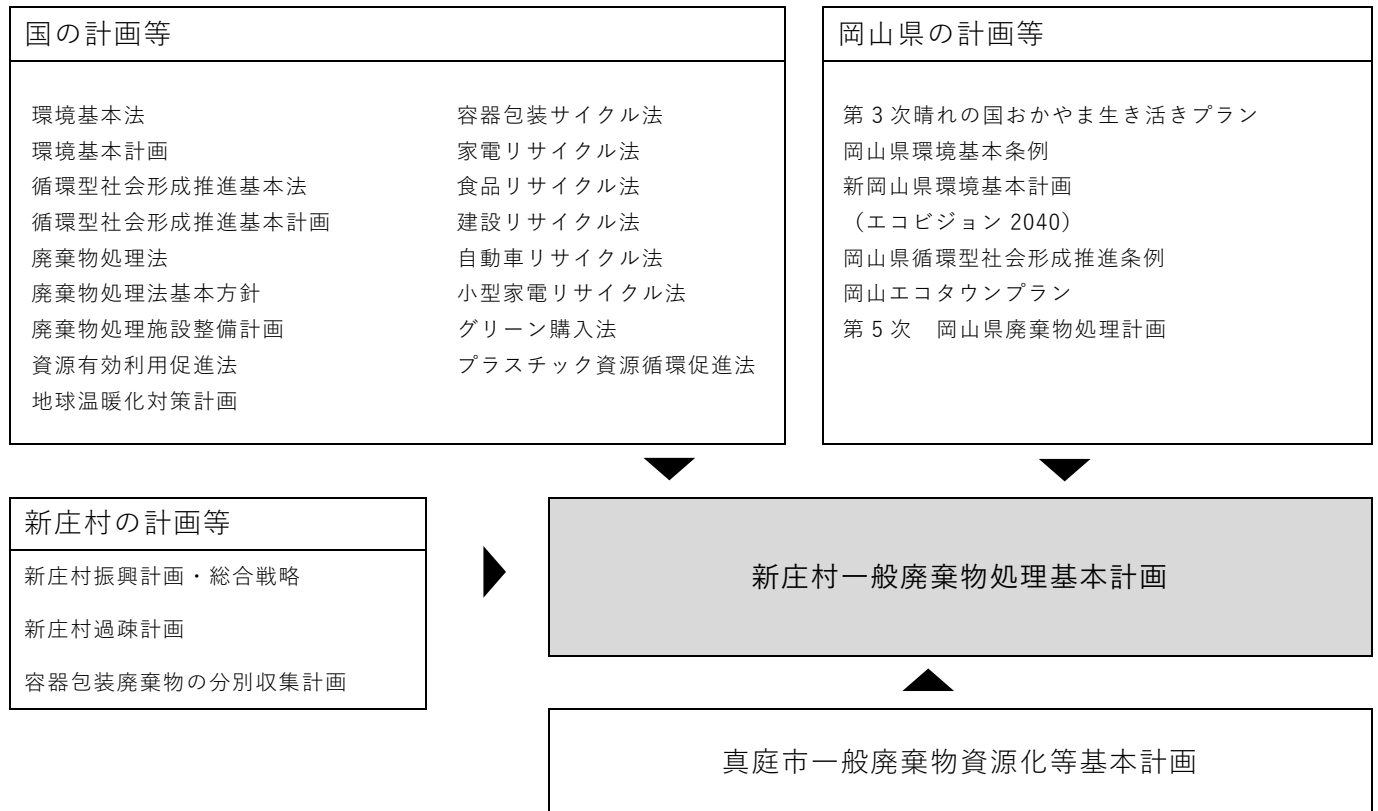 国の計画等
環境基本法
環境基本計画
循環型社会形成推進基本法
循環型社会形成推進基本計画
廃棄物処理法
廃棄物処理法基本方針
廃棄物処理施設整備計画
資源有効利用促進法
地球温暖化対策計画
容器包装サイクル法
家電リサイクル法
食品リサイクル法
建設リサイクル法
自動車リサイクル法
小型家電リサイクル法
グリーン購入法
プラスチック資源循環促進法
岡山県の計画等
第3次晴れの国おかやま生き活きプラン
岡山県環境基本条例
新岡山県環境基本計画
（エコビジョン 2040）
岡山県循環型社会形成推進条例
岡山エコタウンプラン
第5次　岡山県廃棄物処理計画
新庄村の計画等
新庄村振興計画・総合戦略
新庄村過疎計画
容器包装廃棄物の分別収集計画
新庄村一般廃棄物処理基本計画
真庭市一般廃棄物資源化等基本計画